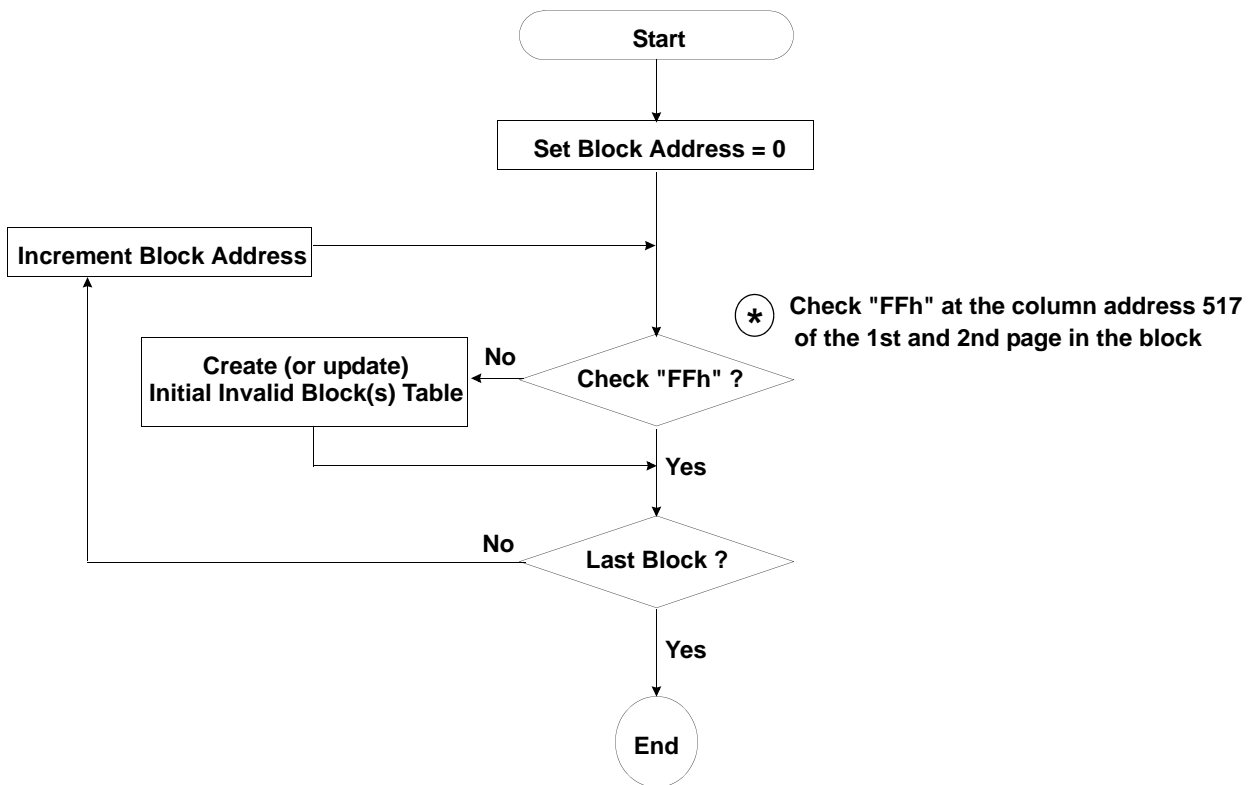 Start
Set Block Address = 0
Increment Block Address
* Check "FFh" at the column address 517
of the 1st and 2nd page in the block
Create (or update)
Initial Invalid Block(s) Table
No
Check "FFh" ?
Yes
No
Last Block ?
Yes
End